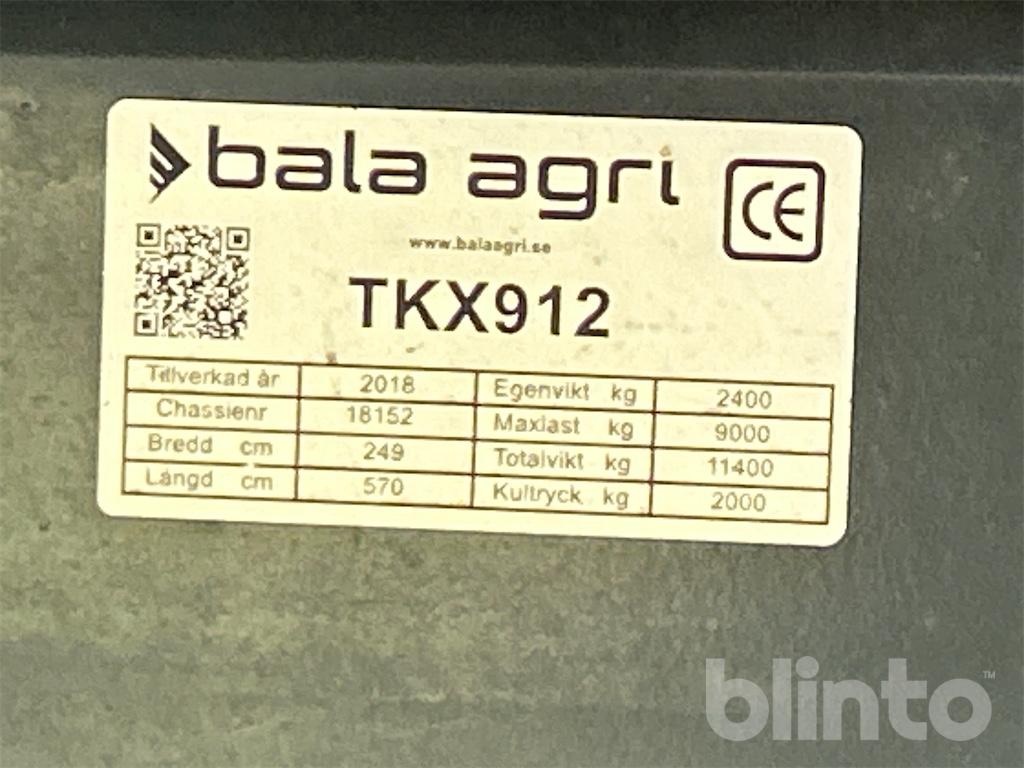 bala agri
CE
www.balaagri.se
TKX912
Tillverkad år 2018 Egenvikt kg 2400
Chassienr 18152 Maxlast kg 9000
Bredd cm 249 Totalvikt kg 11400
Längd cm 570 Kultryck kg 2000
blinto™